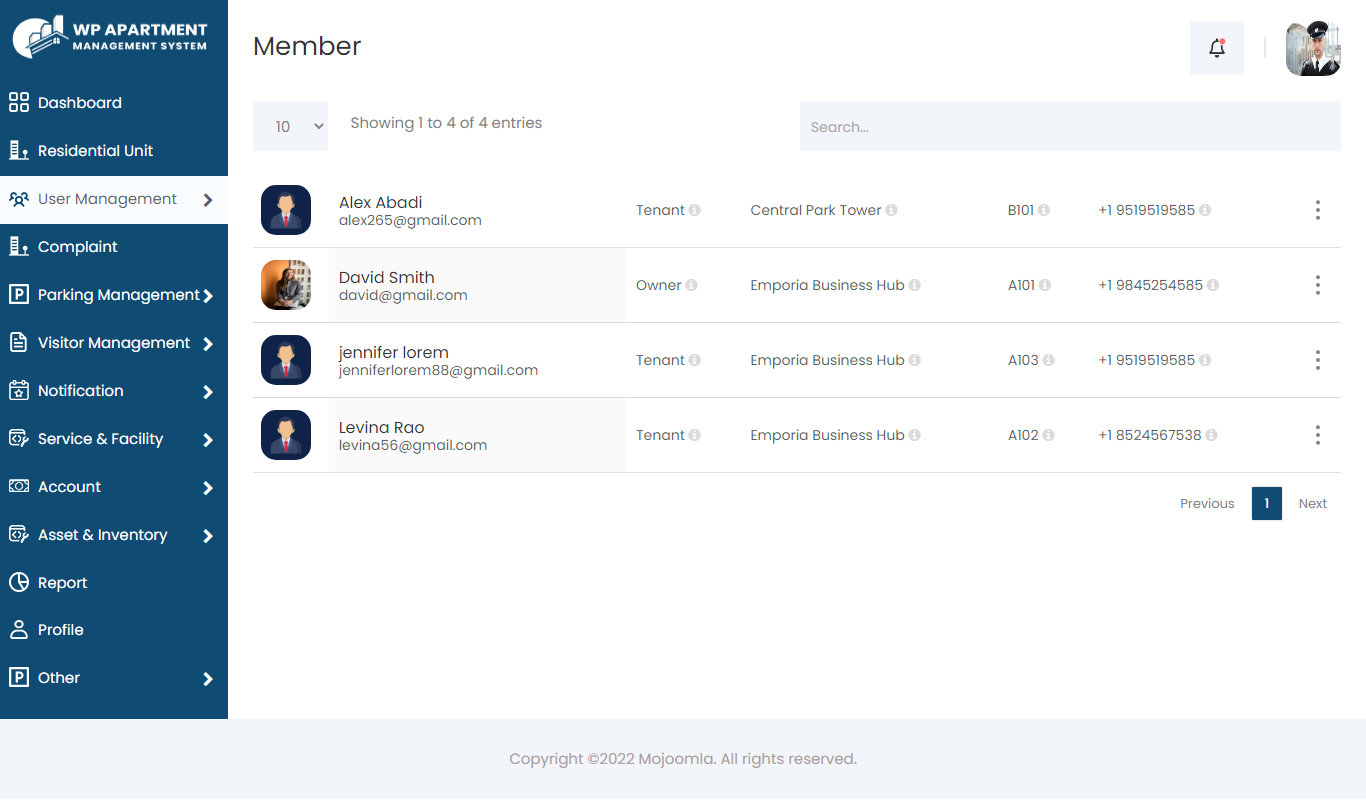 WP APARTMENT
MANAGEMENT SYSTEM
Dashboard
Residential Unit
User Management
Complaint
P Parking Management
Visitor Management
Notification
Service & Facility
Account
Asset & Inventory
Report
Profile
P Other
Member
10 Showing 1 to 4 of 4 entries Search...
Alex Abadi
alex265@gmail.com
Tenant Central Park Tower B101 +1 9519519585
David Smith
david@gmail.com
Owner Emporia Business Hub A101 +1 9845254585
jennifer lorem
jenniferlorem88@gmail.com
Tenant Emporia Business Hub A103 +1 9519519585
Levina Rao
levina56@gmail.com
Tenant Emporia Business Hub A102 +1 8524567538
Previous 1 Next
Copyright ©2022 Mojoomla. All rights reserved.